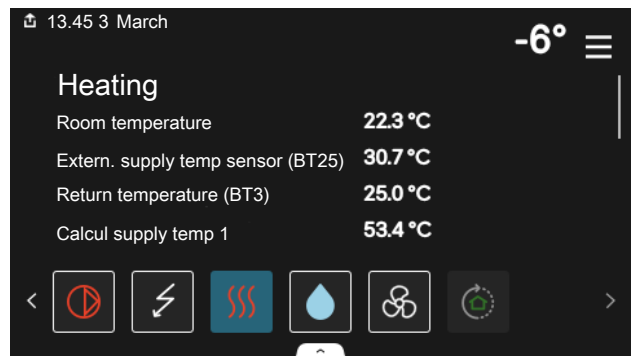 13.45 3 March
-6°
Heating
Room temperature 22.3 °C
Extern. supply temp sensor (BT25) 30.7 °C
Return temperature (BT3) 25.0 °C
Calcul supply temp 1 53.4 °C